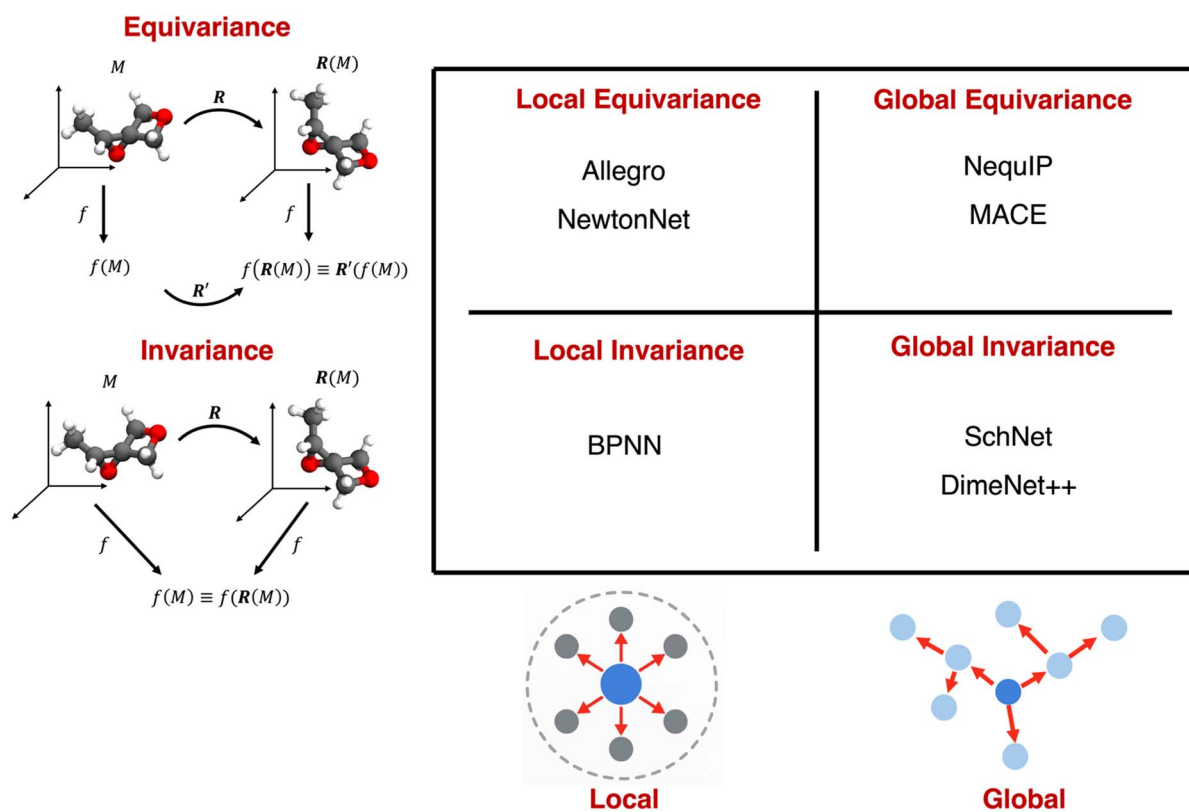 Equivariance
M
R(M)
R
f
f
f(M)
f(R(M)) ≡ R′(f(M))
R′
Invariance
M
R(M)
R
f
f
f(M) ≡ f(R(M))
Local Equivariance
Allegro
NewtonNet
Global Equivariance
NequIP
MACE
Local Invariance
BPNN
Global Invariance
SchNet
DimeNet++
Local
Global